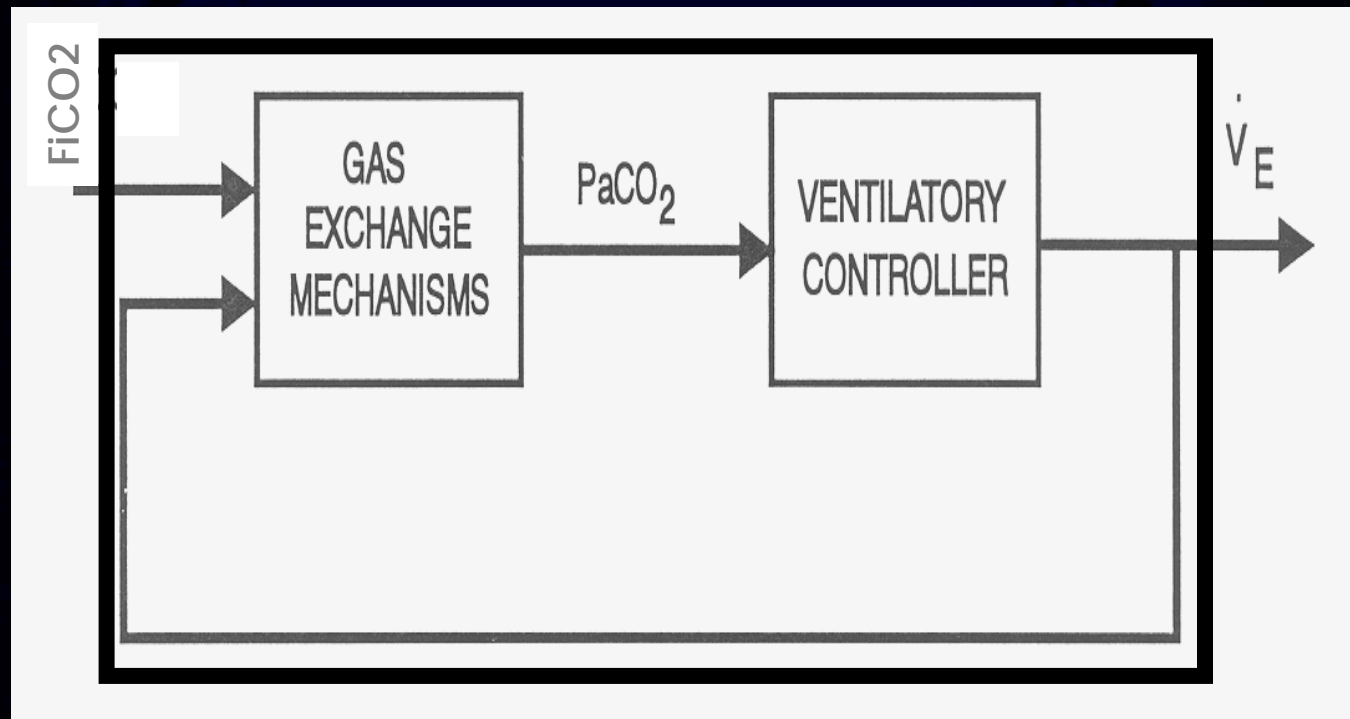 FiCO2
GAS
EXCHANGE
MECHANISMS
PaCO₂
VENTILATORY
CONTROLLER
V̇E